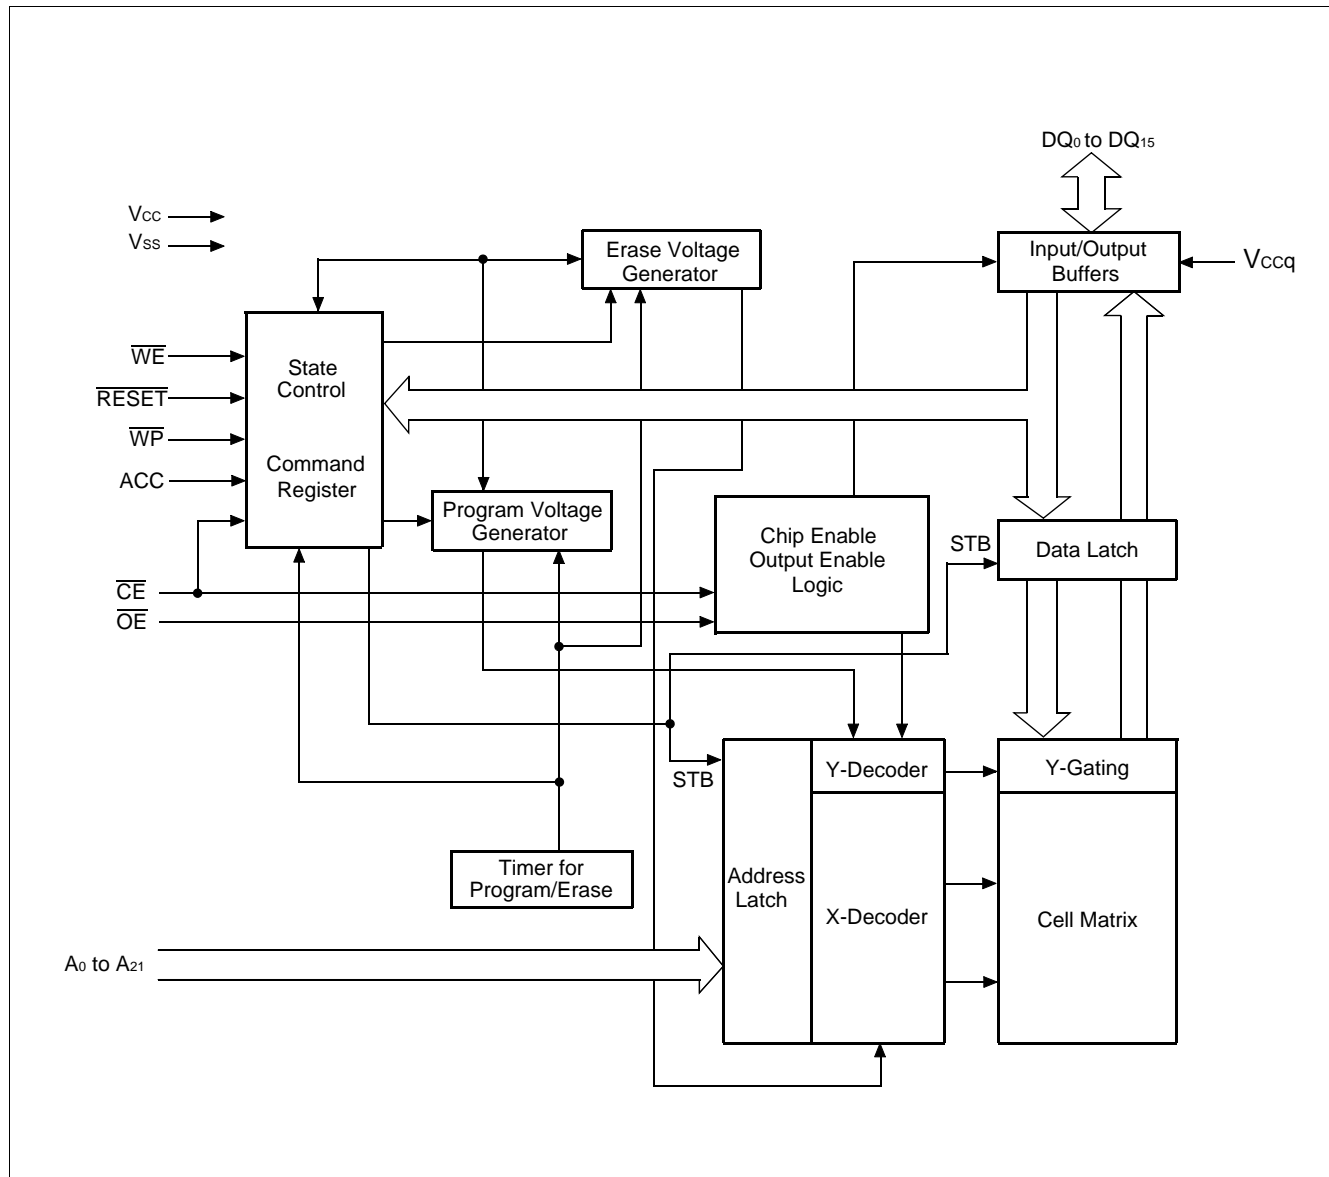 DQ0 to DQ15
VCC
VSS
Erase Voltage
Generator
Input/Output
Buffers
VCCq
WE
RESET
WP
ACC
State
Control
Command
Register
Program Voltage
Generator
Chip Enable
Output Enable
Logic
STB
Data Latch
CE
OE
STB
Y-Decoder
Y-Gating
Timer for
Program/Erase
Address
Latch
X-Decoder
Cell Matrix
A0 to A21